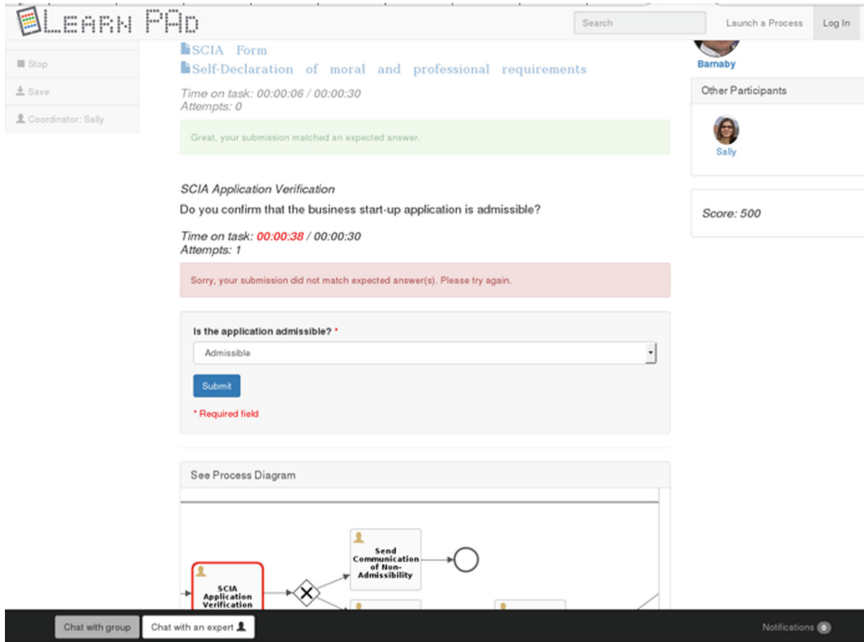 LEARN PAD
Search
Launch a Process
Log In
Stop
Save
Coordinator: Sally
SCIA Form
Self-Declaration of moral and professional requirements
Time on task: 00:00:06 / 00:00:30
Attempts: 0
Great, your submission matched an expected answer.
SCIA Application Verification
Do you confirm that the business start-up application is admissible?
Time on task: 00:00:38 / 00:00:30
Attempts: 1
Sorry, your submission did not match expected answer(s). Please try again.
Is the application admissible? *
Admissible
Submit
* Required field
See Process Diagram
SCIA
Application
Verification
Send
Communication
of Non-
Admissibility
Barnaby
Other Participants
Sally
Score: 500
Chat with group
Chat with an expert
Notifications 0